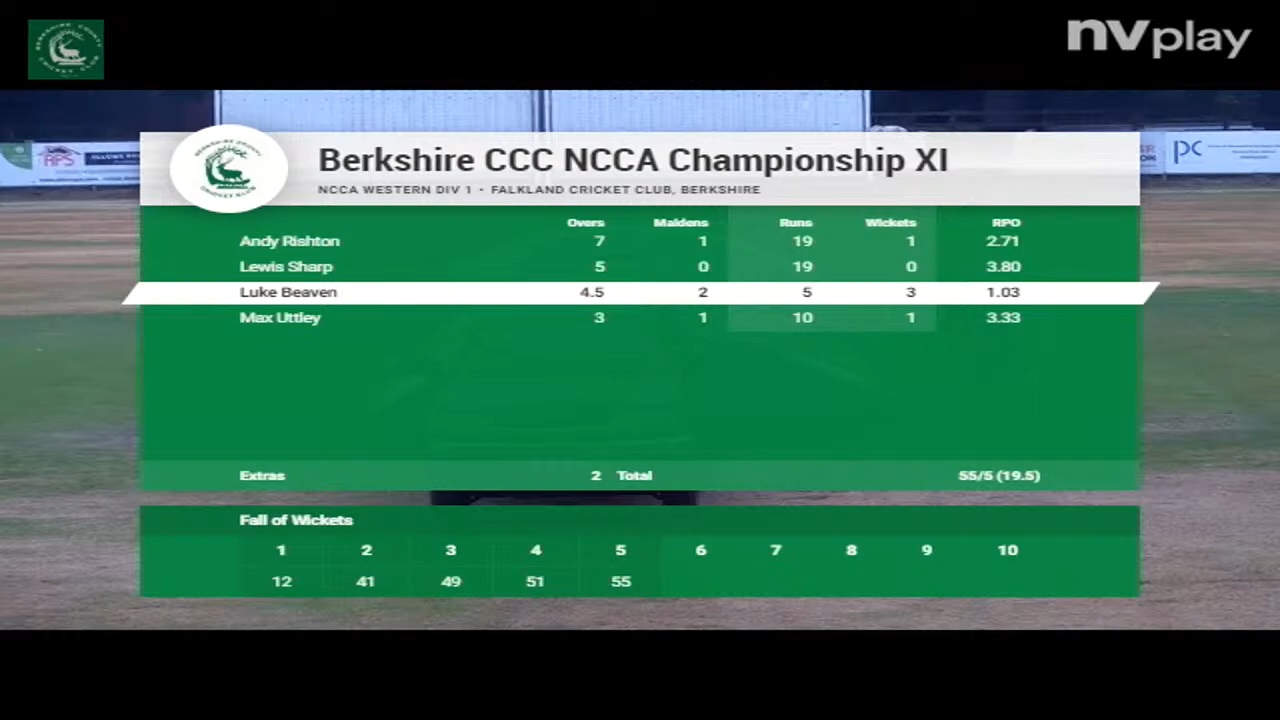 nvplay
BERKSHIRE COUNTY CRICKET CLUB
Berkshire CCC NCCA Championship XI
NCCA WESTERN DIV 1 - FALKLAND CRICKET CLUB, BERKSHIRE
Overs Maidens Runs Wickets RPO
Andy Rishton 7 1 19 1 2.71
Lewis Sharp 5 0 19 0 3.80
Luke Beaven 4.5 2 5 3 1.03
Max Uttley 3 1 10 1 3.33
Extras 2 Total 55/5 (19.5)
Fall of Wickets
1 2 3 4 5 6 7 8 9 10
12 41 49 51 55